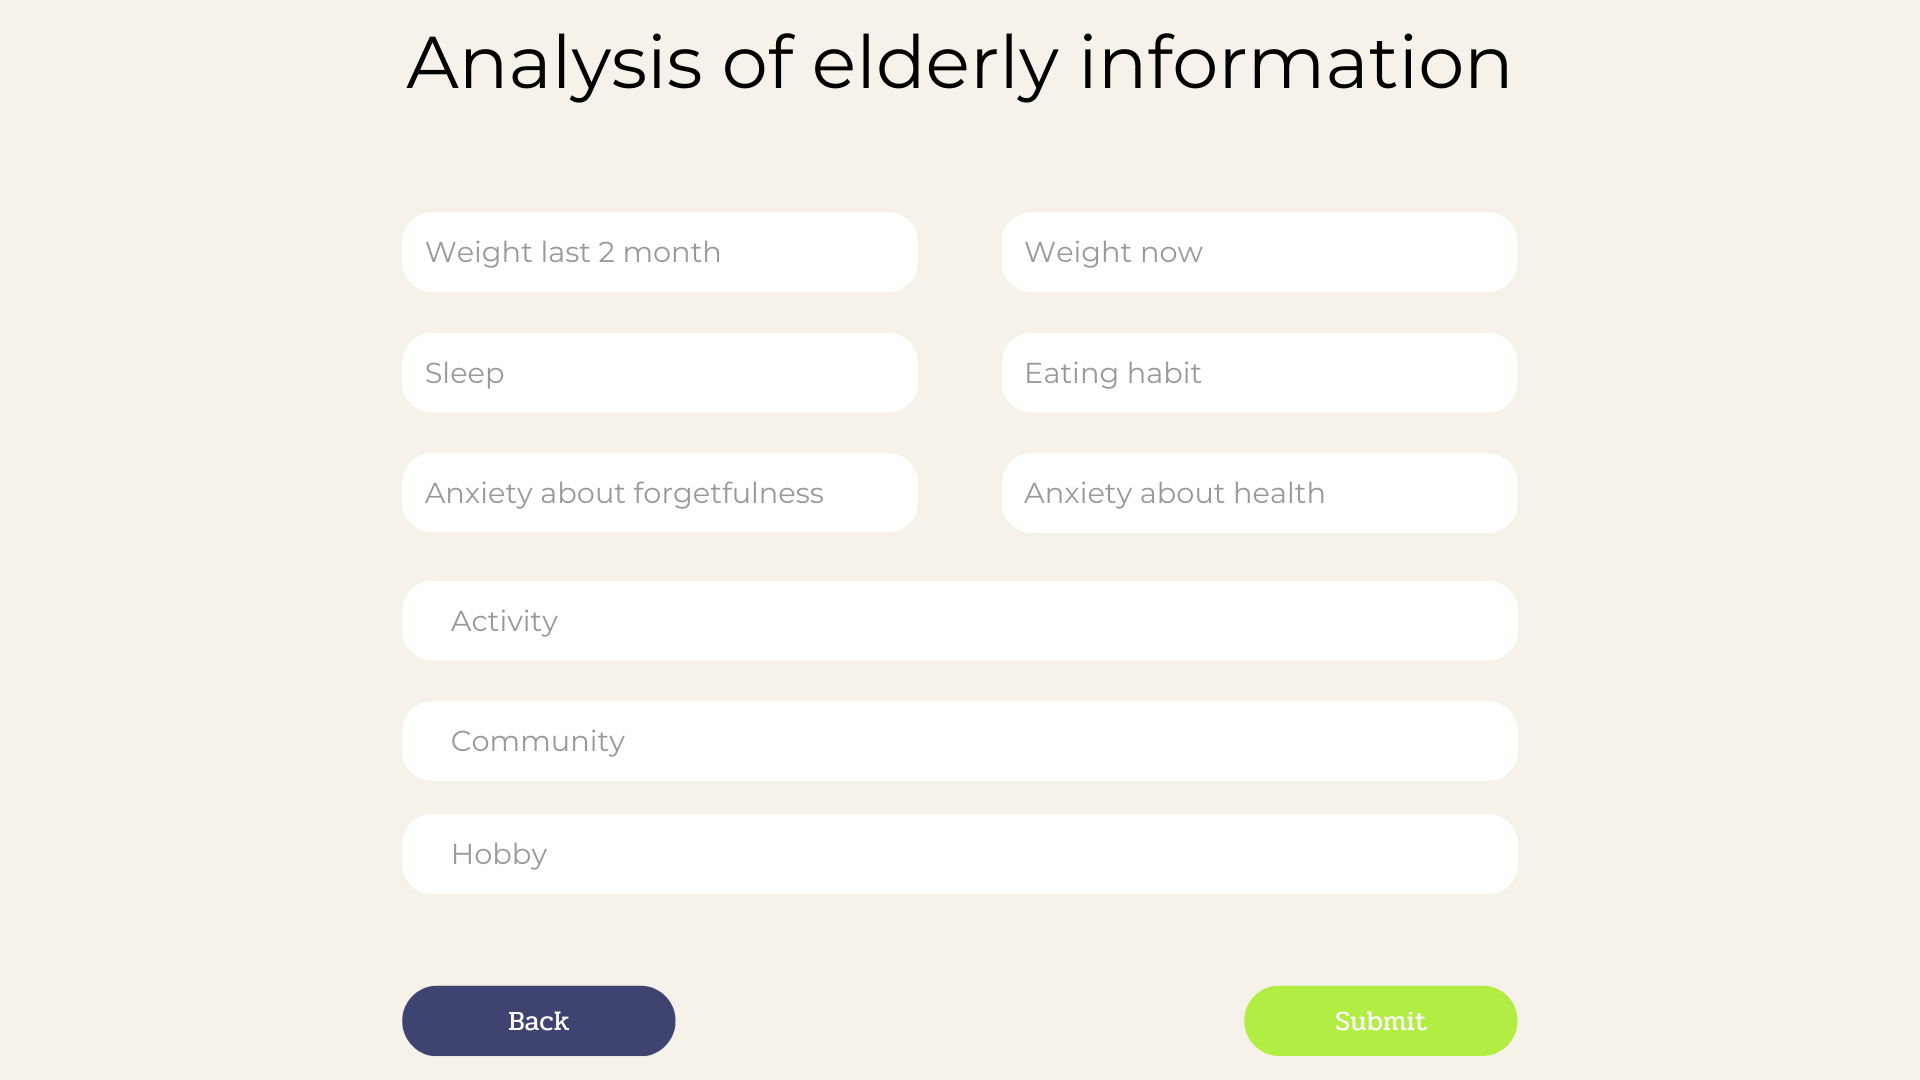 Analysis of elderly information
Weight last 2 month
Weight now
Sleep
Eating habit
Anxiety about forgetfulness
Anxiety about health
Activity
Community
Hobby
Back
Submit